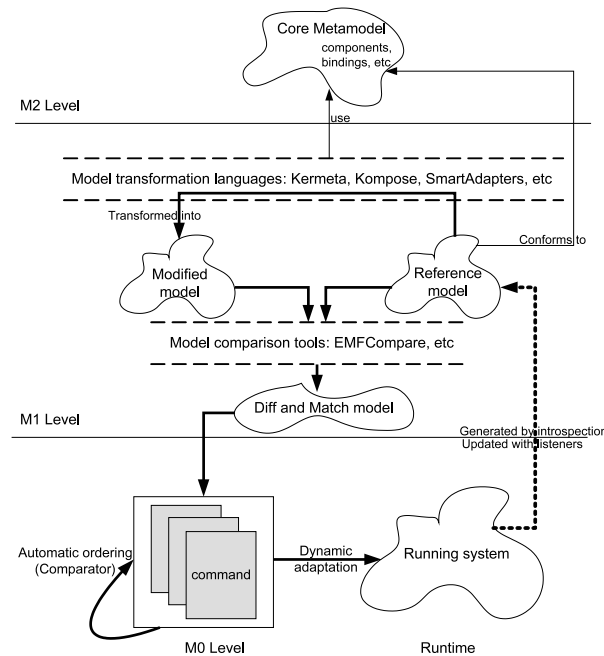 Core Metamodel
components,
bindings, etc
M2 Level
use
Model transformation languages: Kermeta, Kompose, SmartAdapters, etc
Transformed into
Conforms to
Modified
model
Reference
model
Model comparison tools: EMFCompare, etc
Diff and Match model
M1 Level
Generated by introspection
Updated with listeners
Automatic ordering
(Comparator)
command
Dynamic
adaptation
Running system
M0 Level
Runtime